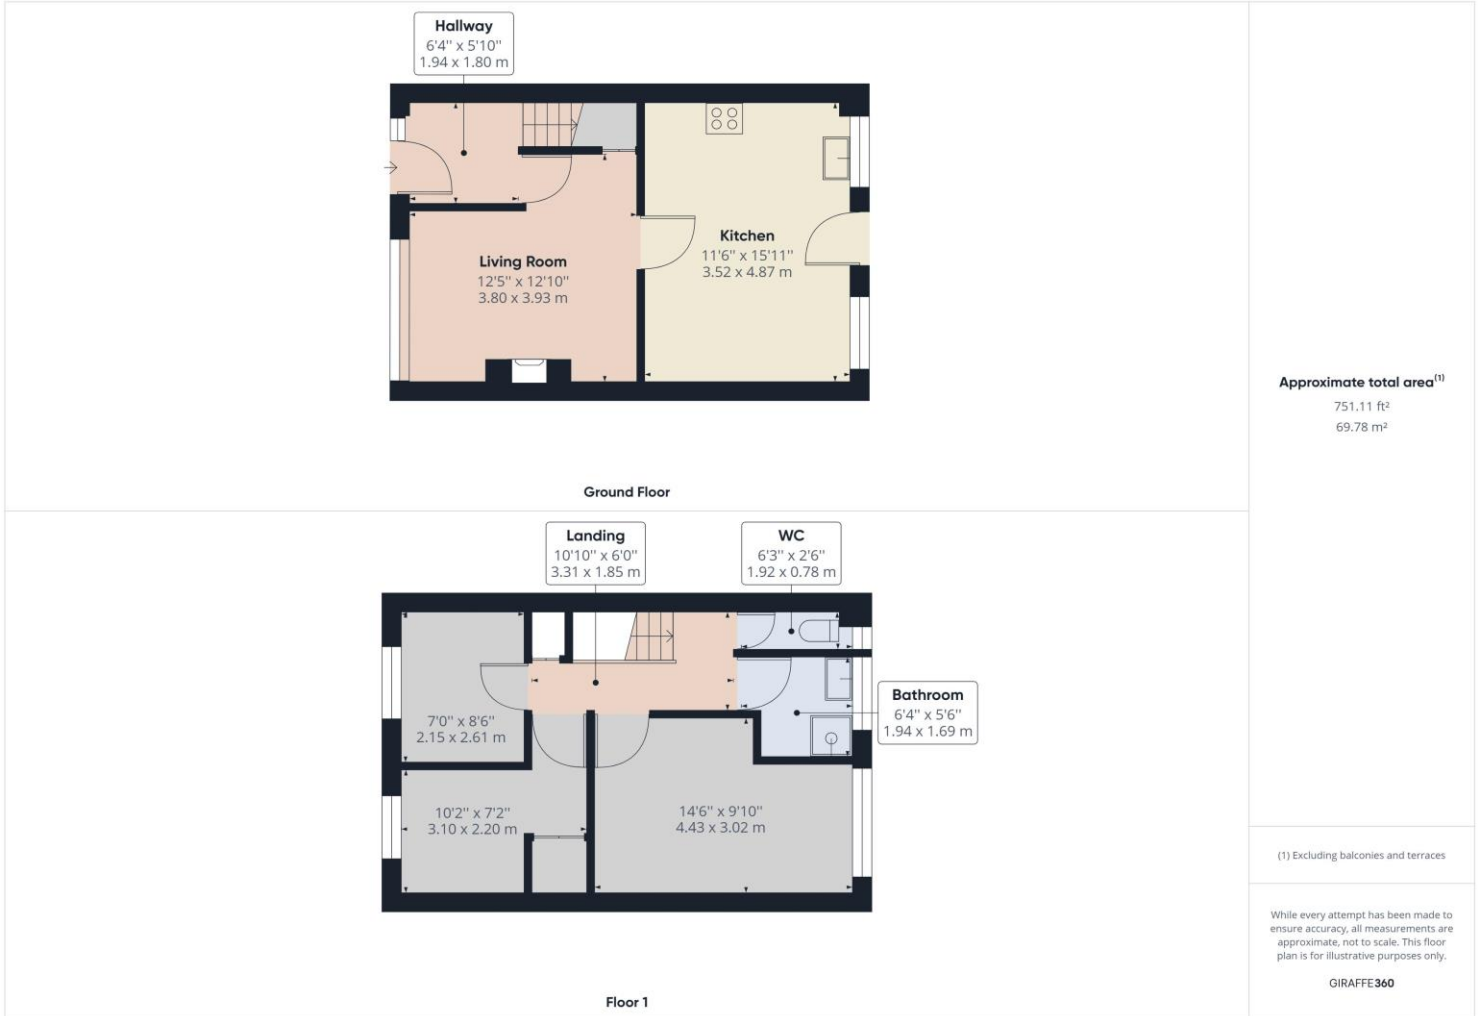 Hallway
6'4'' x 5'10''
1.94 x 1.80 m
Living Room
12'5'' x 12'10''
3.80 x 3.93 m
Kitchen
11'6'' x 15'11''
3.52 x 4.87 m
Ground Floor
Landing
10'10'' x 6'0''
3.31 x 1.85 m
WC
6'3'' x 2'6''
1.92 x 0.78 m
Bathroom
6'4'' x 5'6''
1.94 x 1.69 m
7'0'' x 8'6''
2.15 x 2.61 m
10'2'' x 7'2''
3.10 x 2.20 m
14'6'' x 9'10''
4.43 x 3.02 m
Floor 1
Approximate total area(1)
751.11 ft²
69.78 m²
(1) Excluding balconies and terraces
While every attempt has been made to
ensure accuracy, all measurements are
approximate, not to scale. This floor
plan is for illustrative purposes only.
GIRAFFE360